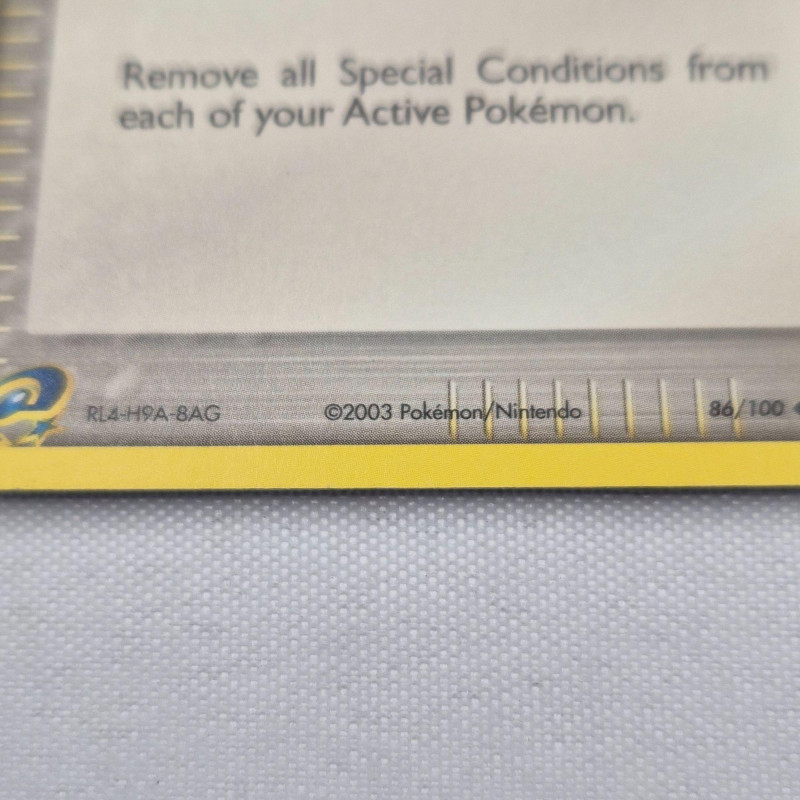 Remove all Special Conditions from
each of your Active Pokémon.
RL4-H9A-8AG ©2003 Pokémon/Nintendo 86/100